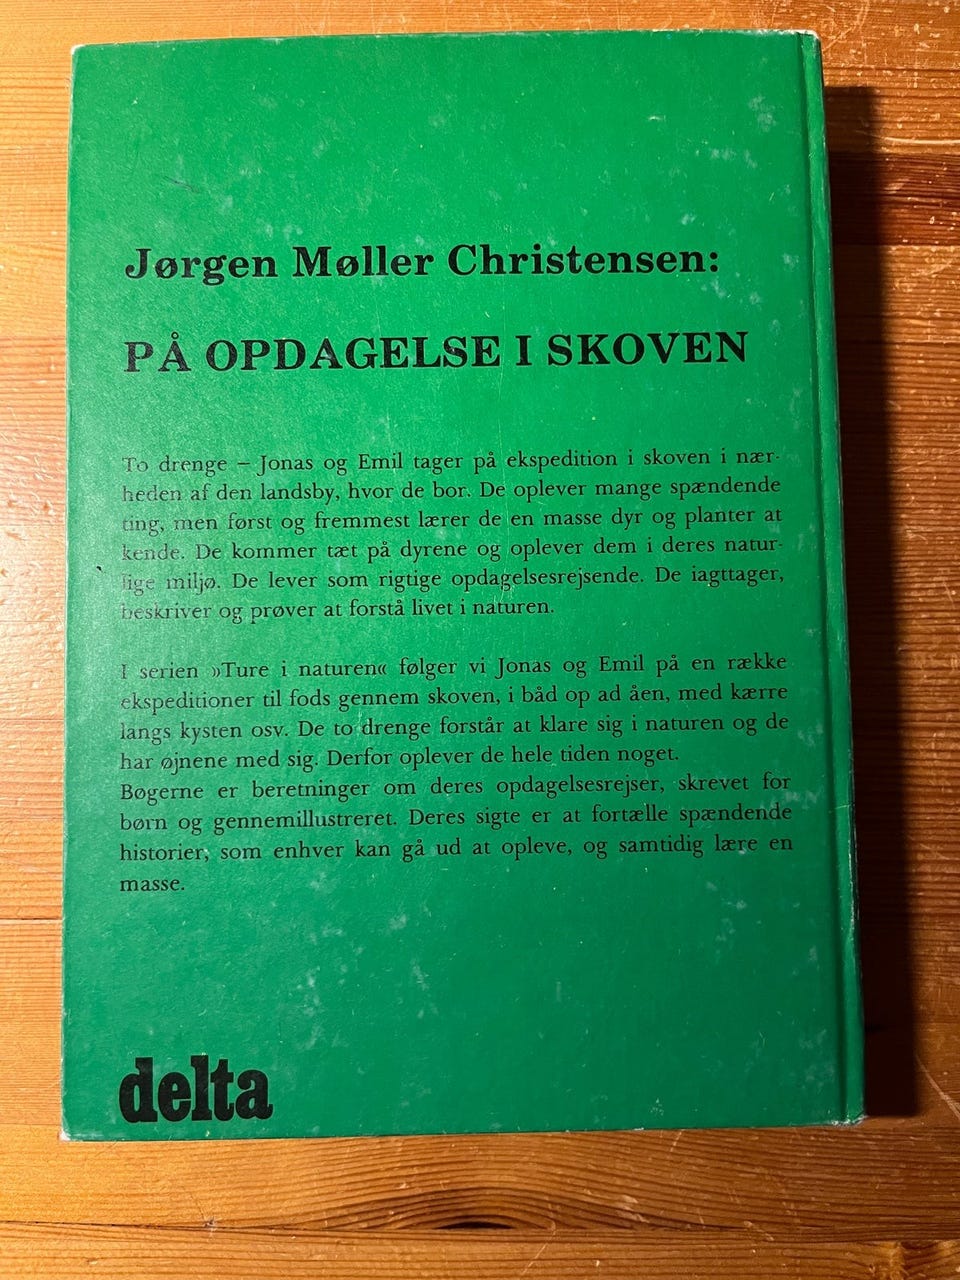 Jørgen Møller Christensen:
PÅ OPDAGELSE I SKOVEN
To drenge – Jonas og Emil tager på ekspedition i skoven i nær-
heden af den landsby, hvor de bor. De oplever mange spændende
ting, men først og fremmest lærer de en masse dyr og planter at
kende. De kommer tæt på dyrene og oplever dem i deres natur-
lige miljø. De lever som rigtige opdagelsesrejsende. De iagttager,
beskriver og prøver at forstå livet i naturen.
I serien »Ture i naturen« følger vi Jonas og Emil på en række
ekspeditioner til fods gennem skoven, i båd op ad åen, med kærre
langs kysten osv. De to drenge forstår at klare sig i naturen og de
har øjnene med sig. Derfor oplever de hele tiden noget.
Bøgerne er beretninger om deres opdagelsesrejser, skrevet for
børn og gennemillustreret. Deres sigte er at fortælle spændende
historier, som enhver kan gå ud at opleve, og samtidig lære en
masse.
delta